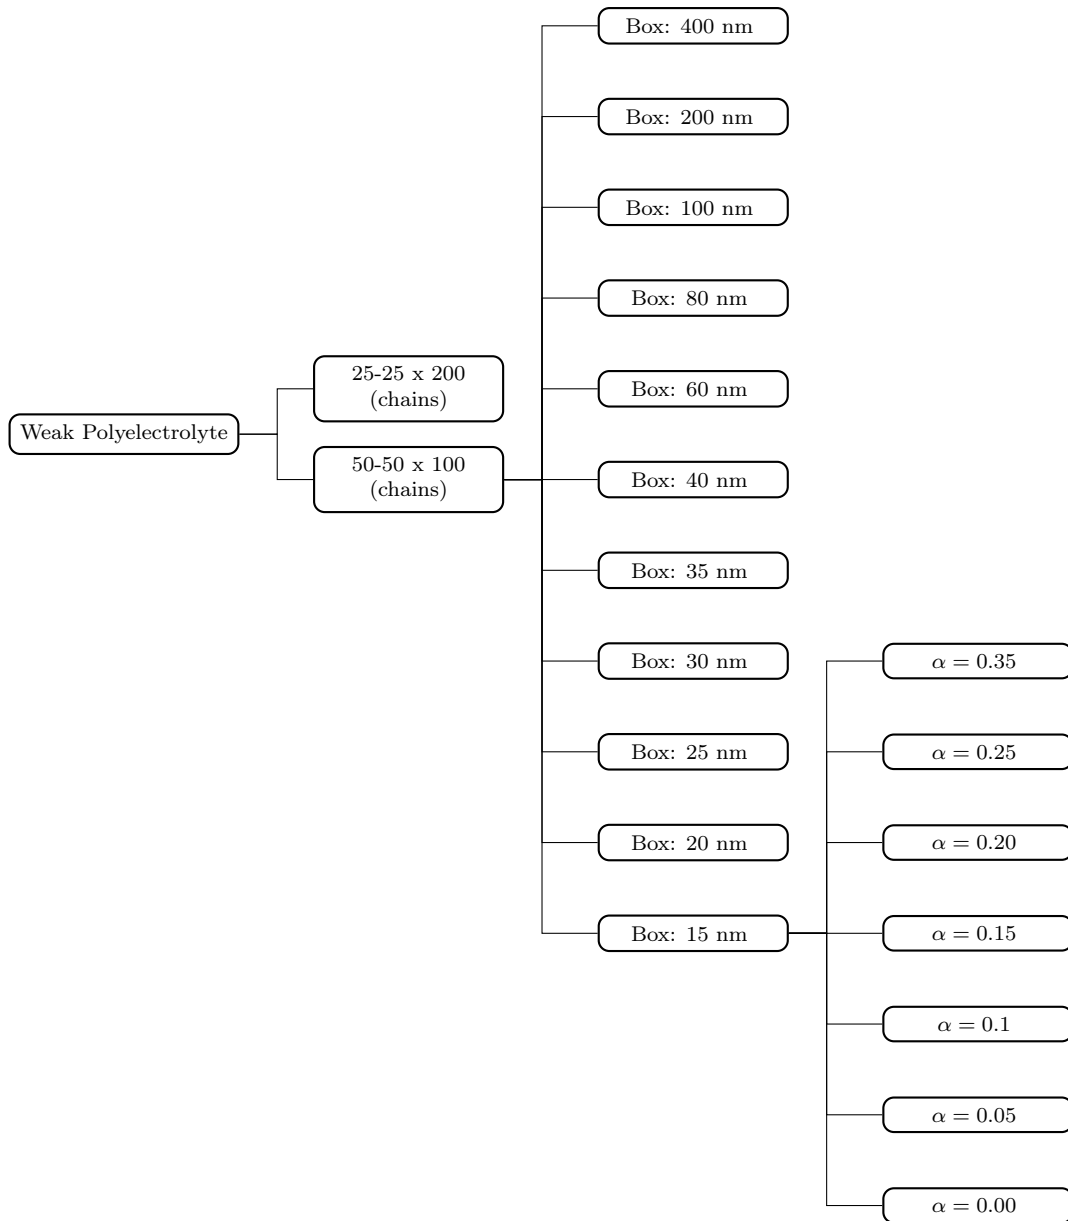 Weak Polyelectrolyte
25-25 x 200
(chains)
50-50 x 100
(chains)
Box: 400 nm
Box: 200 nm
Box: 100 nm
Box: 80 nm
Box: 60 nm
Box: 40 nm
Box: 35 nm
Box: 30 nm
Box: 25 nm
Box: 20 nm
Box: 15 nm
α = 0.35
α = 0.25
α = 0.20
α = 0.15
α = 0.1
α = 0.05
α = 0.00